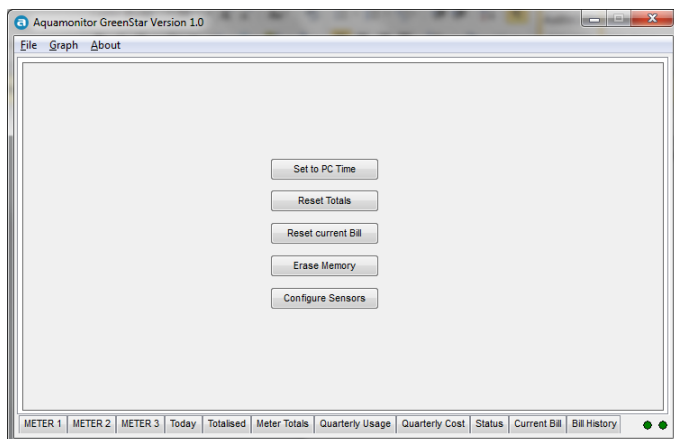 a Aquamonitor GreenStar Version 1.0
File Graph About
Set to PC Time
Reset Totals
Reset current Bill
Erase Memory
Configure Sensors
METER 1 METER 2 METER 3 Today Totalised Meter Totals Quarterly Usage Quarterly Cost Status Current Bill Bill History